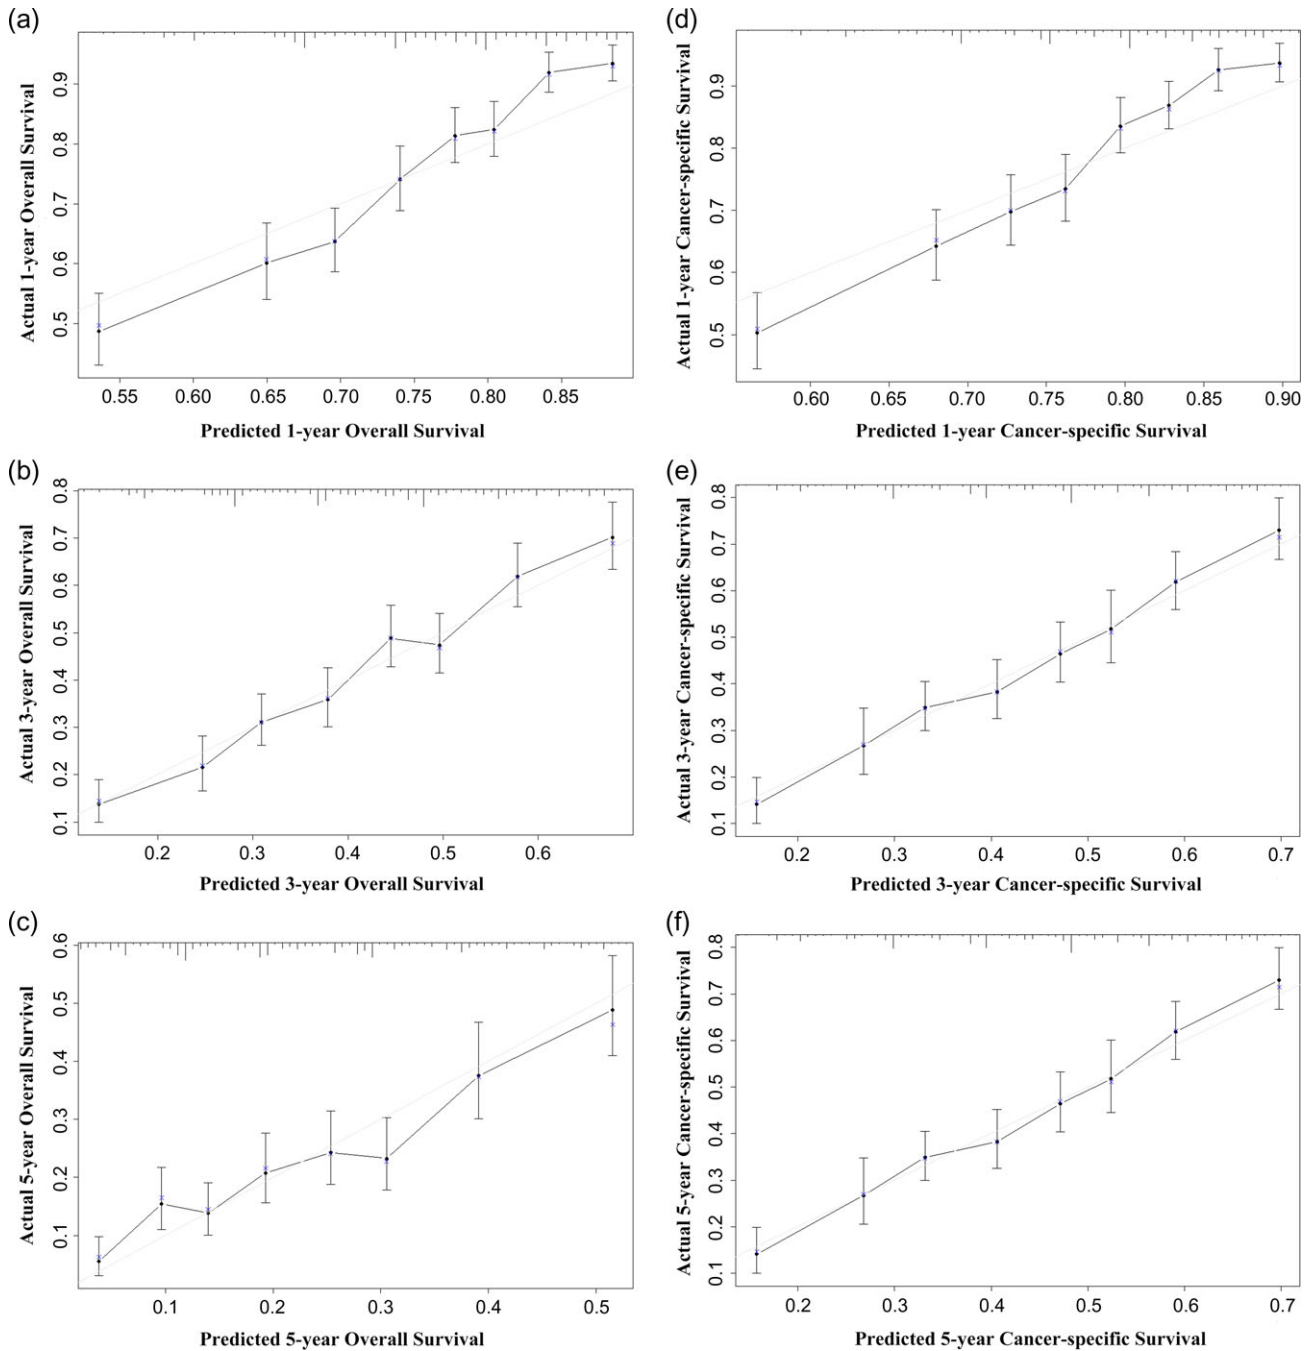 (a)
Actual 1-year Overall Survival
0.5 0.6 0.7 0.8 0.9
0.55 0.60 0.65 0.70 0.75 0.80 0.85
Predicted 1-year Overall Survival
(d)
Actual 1-year Cancer-specific Survival
0.5 0.6 0.7 0.8 0.9
0.60 0.70 0.75 0.80 0.85 0.90
Predicted 1-year Cancer-specific Survival
(b)
Actual 3-year Overall Survival
0.1 0.2 0.3 0.4 0.5 0.6 0.7 0.8
0.2 0.3 0.4 0.5 0.6
Predicted 3-year Overall Survival
(e)
Actual 3-year Cancer-specific Survival
0.1 0.2 0.3 0.4 0.5 0.6 0.7 0.8
0.2 0.3 0.4 0.5 0.6 0.7
Predicted 3-year Cancer-specific Survival
(c)
Actual 5-year Overall Survival
0.1 0.2 0.3 0.4 0.5 0.6
0.1 0.2 0.3 0.4 0.5
Predicted 5-year Overall Survival
(f)
Actual 5-year Cancer-specific Survival
0.1 0.2 0.3 0.4 0.5 0.6 0.7 0.8
0.2 0.3 0.4 0.5 0.6 0.7
Predicted 5-year Cancer-specific Survival